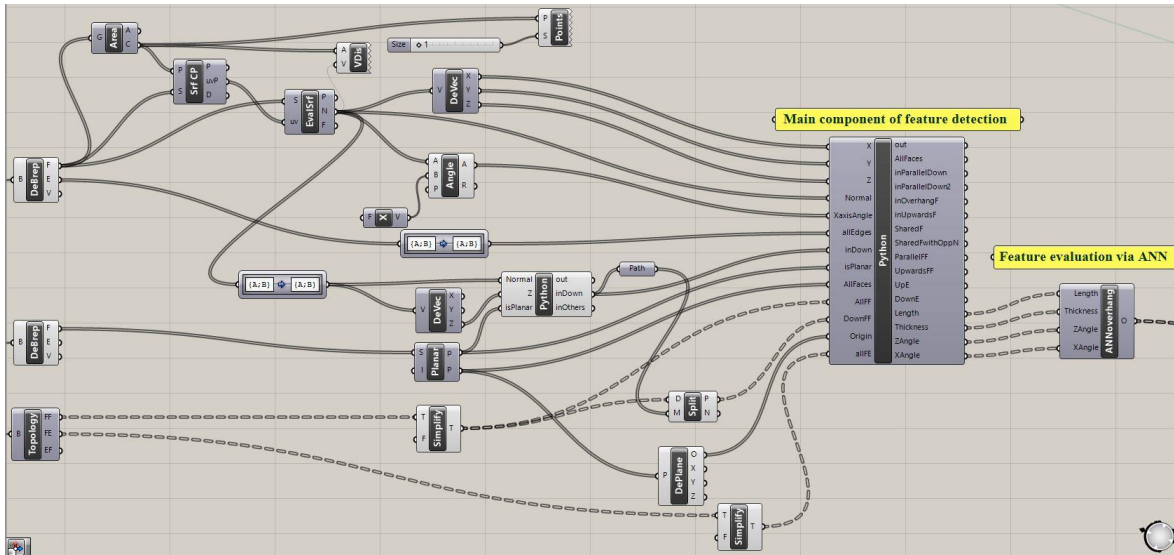 G
Area
A
C
P
S
Srf CP
P
uvP
D
A
V
VDis
Size
1
P
S
Points
S
uv
EvalSrf
P
N
F
V
DeVec
X
Y
Z
B
DeBrep
F
E
V
A
B
P
Angle
A
R
F
X
V
{A;B}
{A;B}
{A;B}
{A;B}
V
DeVec
X
Y
Z
Normal
Z
isPlanar
Python
out
inDown
inOthers
Path
B
DeBrep
F
E
V
S
I
Planar
P
P
B
Topology
FF
FE
EF
T
F
Simplify
T
D
M
Split
P
N
P
DePlane
O
X
Y
Z
T
F
Simplify
T
Main component of feature detection
X
Y
Z
Normal
XaxisAngle
allEdges
inDown
isPlanar
AllFaces
AllFF
DownFF
Origin
allFE
Python
out
AllFaces
inParallelDown
inParallelDown2
inOverhangF
inUpwardsF
SharedF
SharedFwithOppN
ParallelFF
UpwardsFF
UpE
DownE
Length
Thickness
ZAngle
XAngle
Feature evaluation via ANN
Length
Thickness
ZAngle
XAngle
ANNoverhang
O